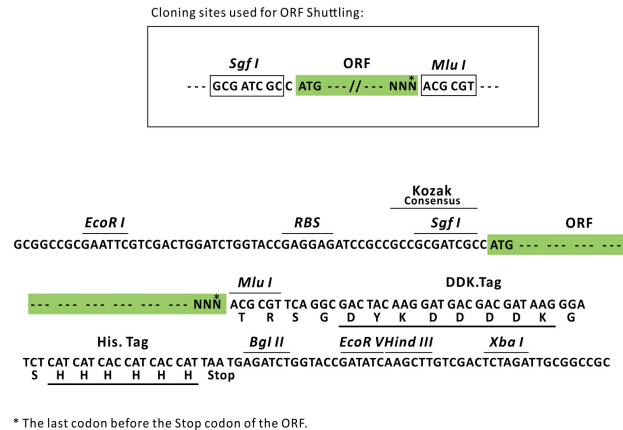 Cloning sites used for ORF Shuttling:
Sgf I ORF Mlu I
--- GCG ATC GC C ATG ---//--- NNN* ACG CGT ---
Kozak
Consensus
EcoR I RBS Sgf I ORF
GCGGCCGCGAATTCGTCGACTGGATCTGGTACCGAGGAGATCCGCCGCCGCGATCGCC ATG --- --- --- ---
--- --- --- --- --- --- --- NNN* ACG CGT TCA GGC GAC TAC AAG GAT GAC GAC GAT AAG GGA
Mlu I DDK.Tag
T R S G D Y K D D D D K G
His. Tag Bgl II EcoR V Hind III Xba I
TCT CAT CAT CAC CAT CAC CAT TAA TGAGATCTGGTACCGATATCAAGCTTGTCGACTCTAGATTGCGGCCGC
S H H H H H H Stop
* The last codon before the Stop codon of the ORF.